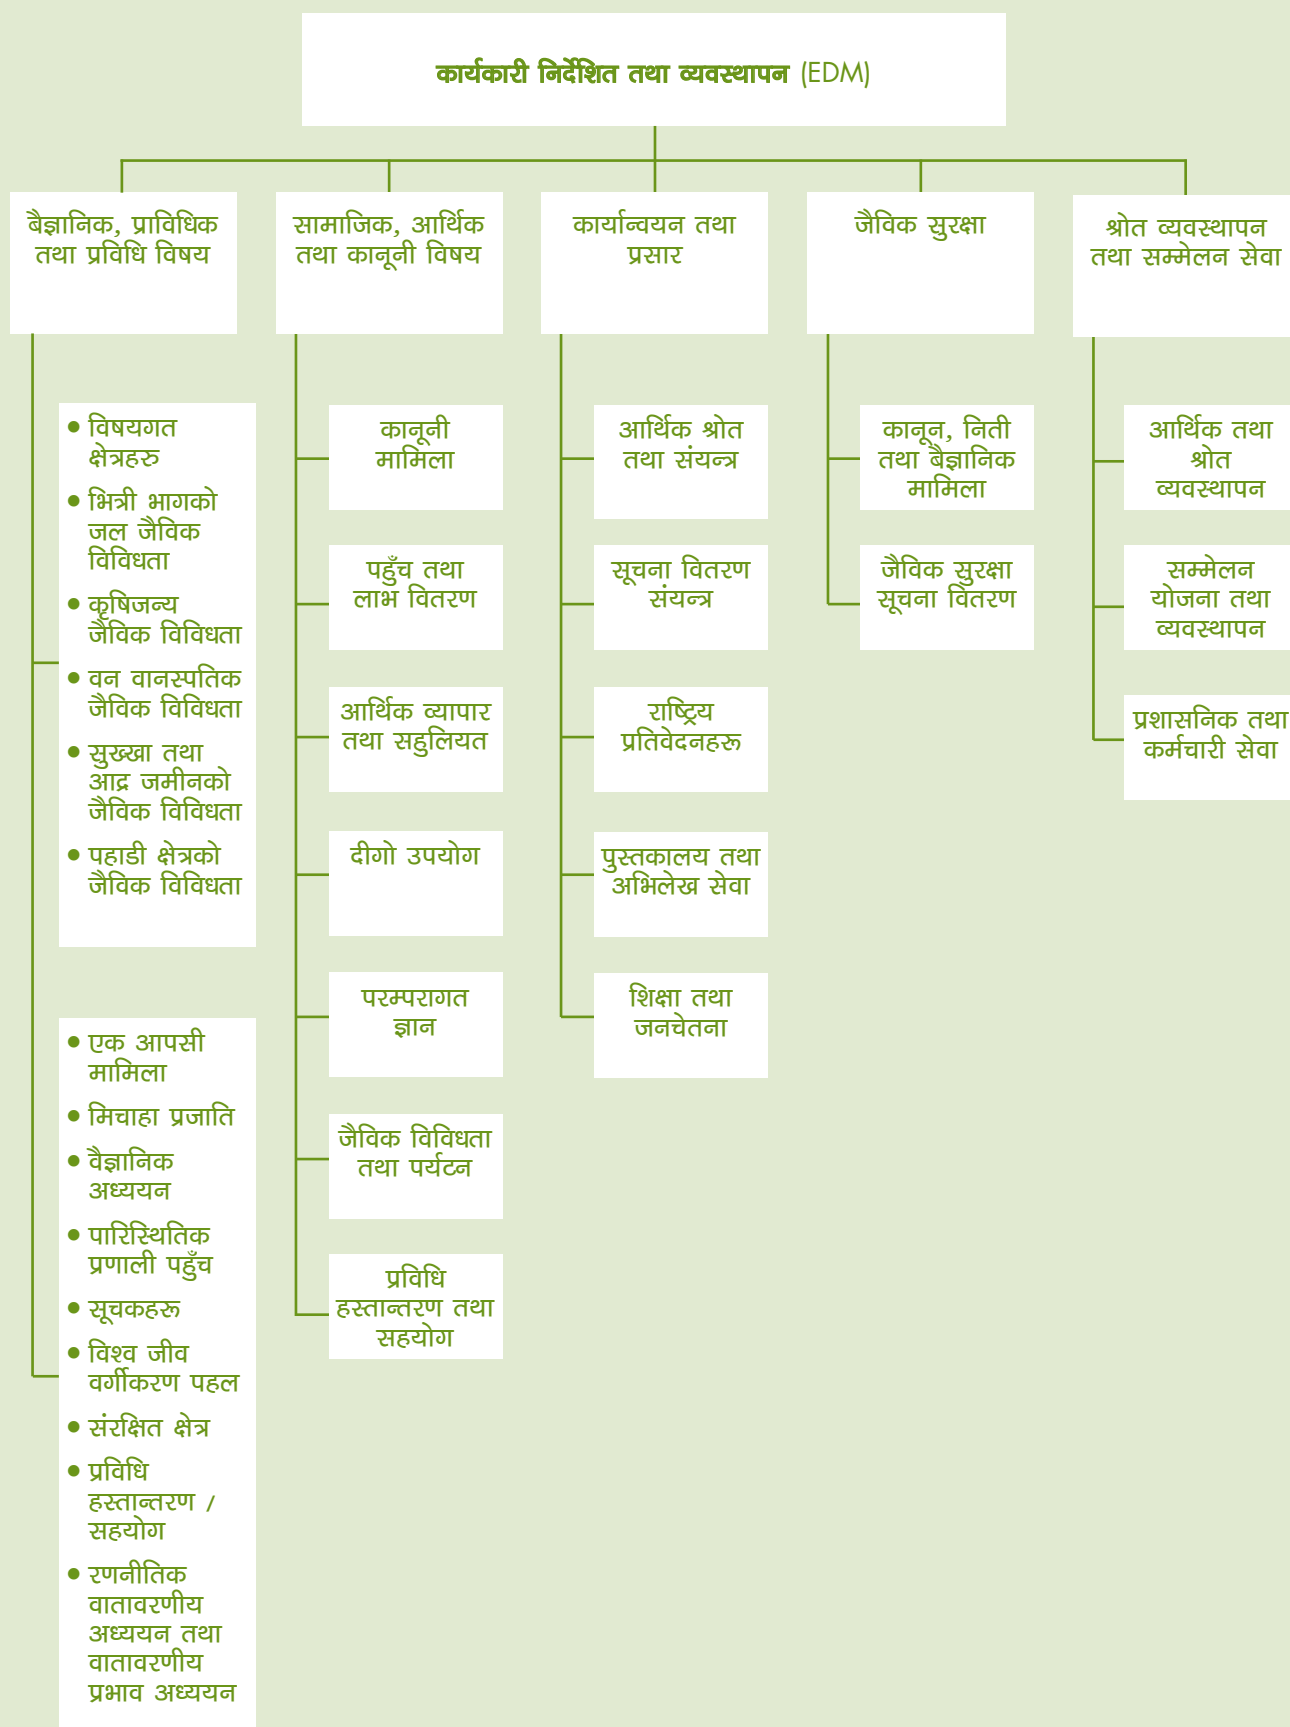 कार्यकारी निर्देशित तथा व्यवस्थापन (EDM)
बैज्ञानिक, प्राविधिक
तथा प्रविधि विषय
सामाजिक, आर्थिक
तथा कानूनी विषय
कार्यान्वयन तथा
प्रसार
जैविक सुरक्षा
श्रोत व्यवस्थापन
तथा सम्मेलन सेवा
• विषयगत
क्षेत्रहरु
• भित्री भागको
जल जैविक
विविधता
• कृषिजन्य
जैविक विविधता
• वन वानस्पतिक
जैविक विविधता
• सुख्खा तथा
आद्र जमीनको
जैविक विविधता
• पहाडी क्षेत्रको
जैविक विविधता
• एक आपसी
मामिला
• मिचाहा प्रजाति
• वैज्ञानिक
अध्ययन
• पारिस्थितिक
प्रणाली पहुँच
• सूचकहरू
• विश्व जीव
वर्गीकरण पहल
• संरक्षित क्षेत्र
• प्रविधि
हस्तान्तरण /
सहयोग
• रणनीतिक
वातावरणीय
अध्ययन तथा
वातावरणीय
प्रभाव अध्ययन
कानूनी
मामिला
पहुँच तथा
लाभ वितरण
आर्थिक व्यापार
तथा सहुलियत
दीगो उपयोग
परम्परागत
ज्ञान
जैविक विविधता
तथा पर्यटन
प्रविधि
हस्तान्तरण तथा
सहयोग
आर्थिक श्रोत
तथा संयन्त्र
सूचना वितरण
संयन्त्र
राष्ट्रिय
प्रतिवेदनहरू
पुस्तकालय तथा
अभिलेख सेवा
शिक्षा तथा
जनचेतना
कानून, निती
तथा बैज्ञानिक
मामिला
जैविक सुरक्षा
सूचना वितरण
आर्थिक तथा
श्रोत
व्यवस्थापन
सम्मेलन
योजना तथा
व्यवस्थापन
प्रशासनिक तथा
कर्मचारी सेवा